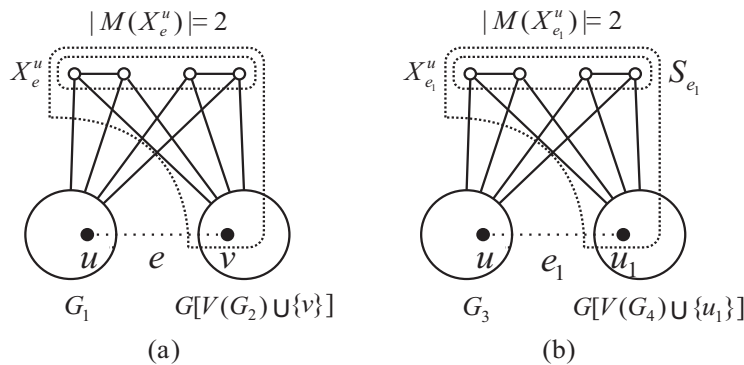 |M(X_e^u)|=2
X_e^u
u e v
G_1 G[V(G_2)∪{v}]
(a)
|M(X_{e_1}^u)|=2
X_{e_1}^u S_{e_1}
u e_1 u_1
G_3 G[V(G_4)∪{u_1}]
(b)